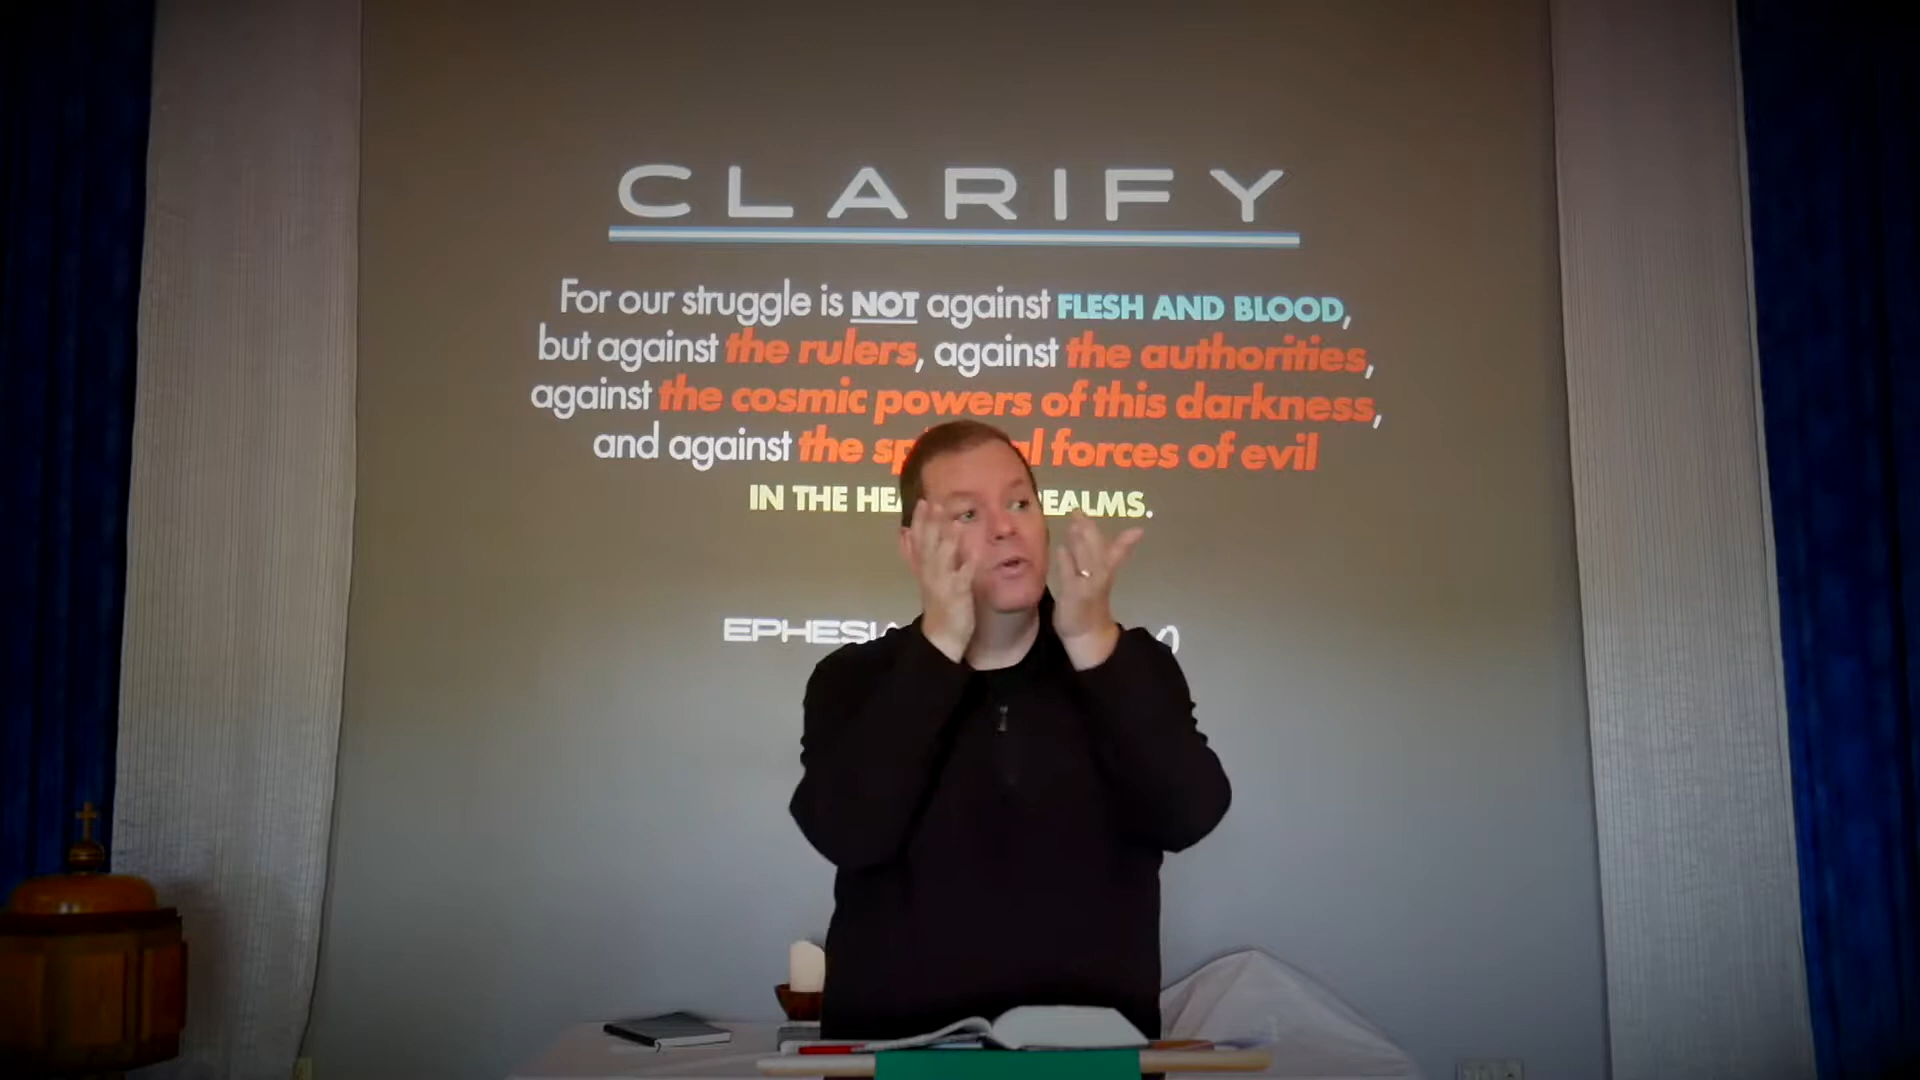 CLARIFY
For our struggle is NOT against FLESH AND BLOOD,
but against the rulers, against the authorities,
against the cosmic powers of this darkness,
and against the forces of evil
IN THE